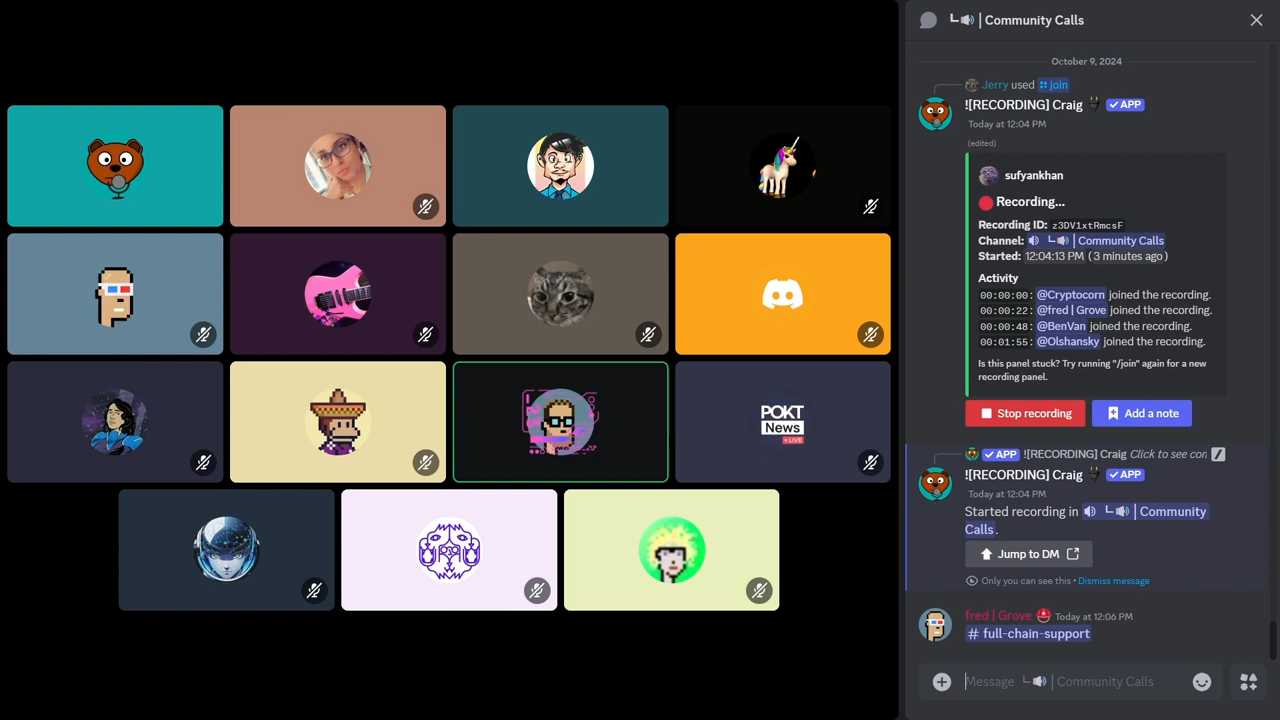 POKT
News
LIVE
| Community Calls
October 9, 2024
Jerry used join
![RECORDING] Craig APP
Today at 12:04 PM
(edited)
sufyankhan
Recording...
Recording ID: z3DV1xtRmcsF
Channel: | Community Calls
Started: 12:04:13 PM (3 minutes ago)
Activity
00:00:00: @Cryptocorn joined the recording.
00:00:22: @fred | Grove joined the recording.
00:00:48: @BenVan joined the recording.
00:01:55: @Olshansky joined the recording.
Is this panel stuck? Try running "/join" again for a new
recording panel.
Stop recording
Add a note
APP ![RECORDING] Craig Click to see con
![RECORDING] Craig APP
Today at 12:04 PM
Started recording in | Community
Calls.
Jump to DM
Only you can see this • Dismiss message
fred | Grove Today at 12:06 PM
# full-chain-support
Message | Community Calls